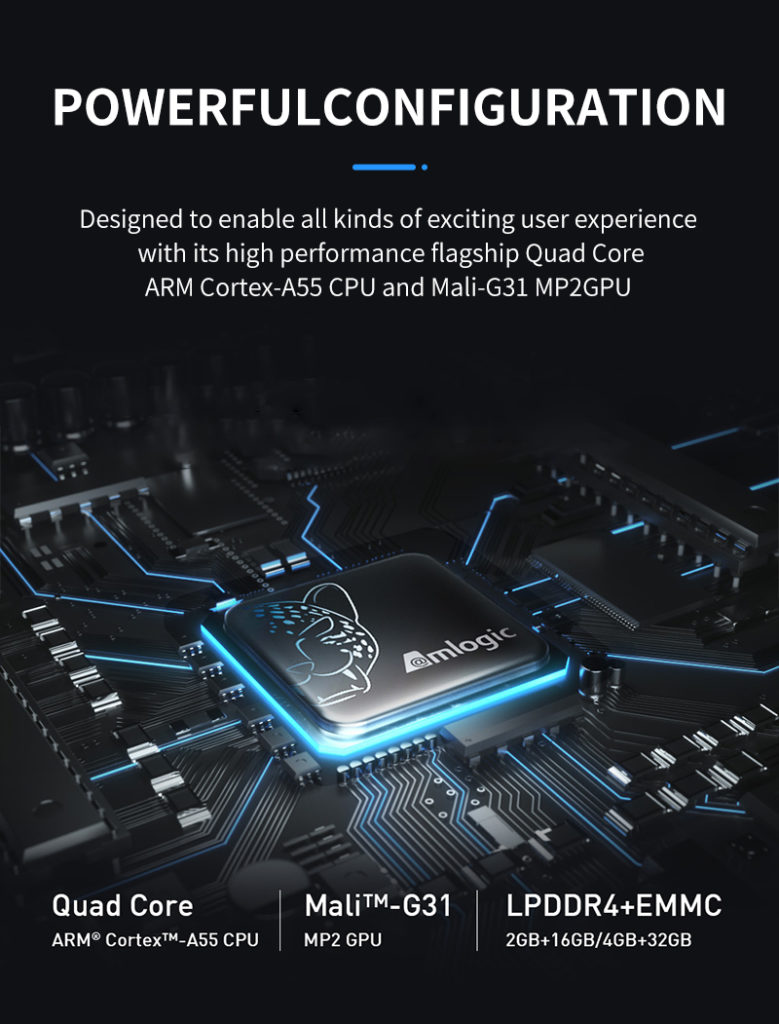 POWERFULCONFIGURATION
Designed to enable all kinds of exciting user experience
with its high performance flagship Quad Core
ARM Cortex-A55 CPU and Mali-G31 MP2GPU
Amlogic
Quad Core
ARM® Cortex™-A55 CPU
Mali™-G31
MP2 GPU
LPDDR4+EMMC
2GB+16GB/4GB+32GB